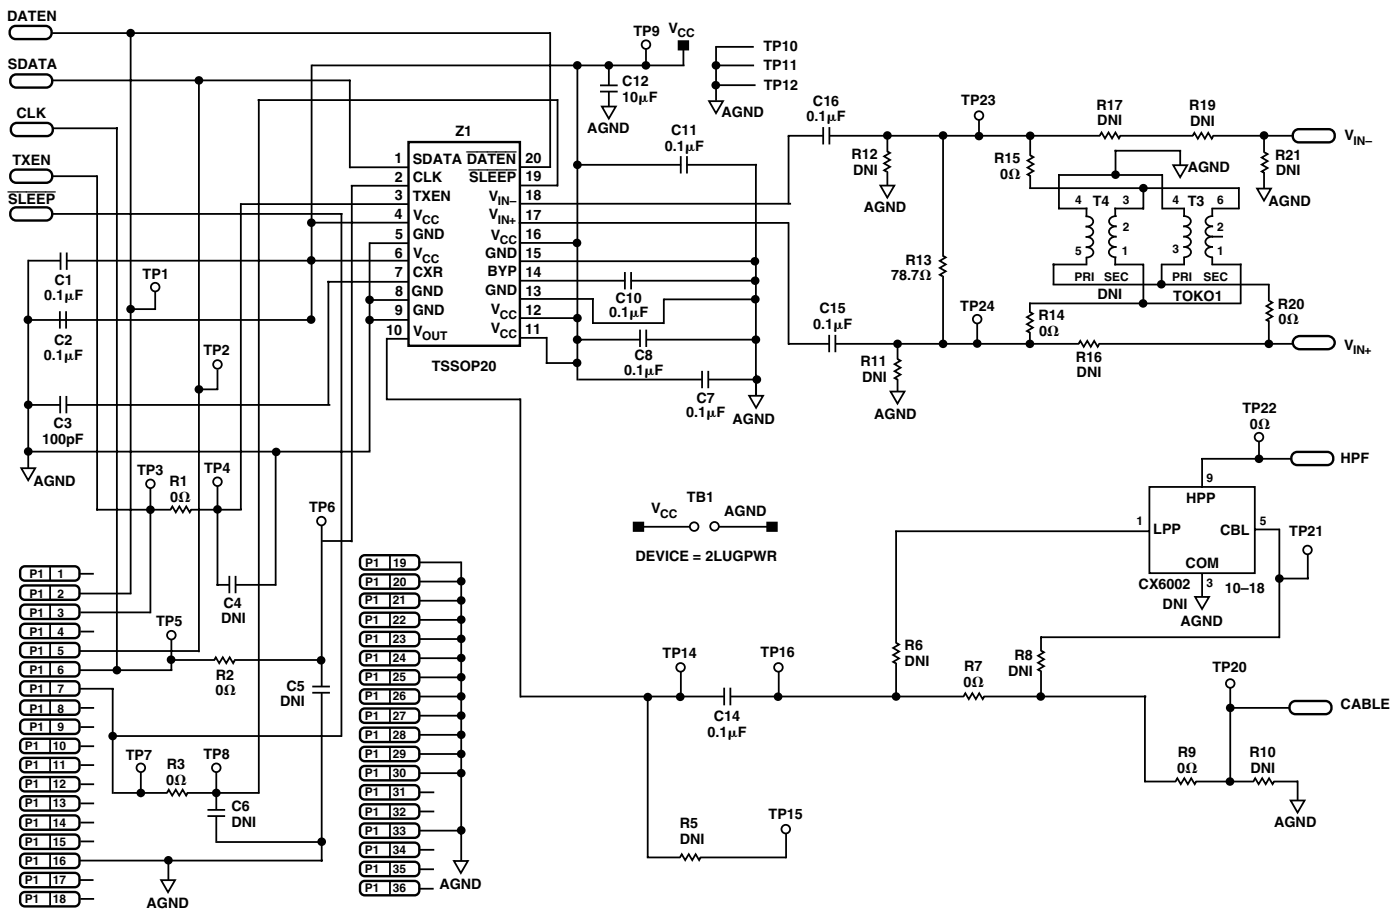 DATEN
SDATA
CLK
TXEN
SLEEP
TP9 VCC
C12
10µF
AGND
TP10
TP11
TP12
AGND
Z1
1 SDATA DATEN 20
2 CLK SLEEP 19
3 TXEN VIN– 18
4 VCC VIN+ 17
5 GND VCC 16
6 VCC GND 15
7 CXR BYP 14
8 GND GND 13
9 GND VCC 12
10 VOUT VCC 11
TSSOP20
C11
0.1µF
C10
0.1µF
C8
0.1µF
C7
0.1µF
AGND
C1
0.1µF
C2
0.1µF
C3
100pF
AGND
TP1
TP2
TP3
R1
0Ω
TP4
C4
DNI
TP5
R2
0Ω
TP6
C5
DNI
TP7
R3
0Ω
TP8
C6
DNI
AGND
C16
0.1µF
R12
DNI
AGND
TP23
R17
DNI
R19
DNI
VIN–
R15
0Ω
AGND
R21
DNI
AGND
4 T4 3
2
5 1
PRI SEC
DNI
4 T3 6
2
3 1
PRI SEC
TOKO1
R13
78.7Ω
C15
0.1µF
R11
DNI
AGND
TP24
R14
0Ω
R16
DNI
R20
0Ω
VIN+
TP22
0Ω
HPF
9
HPP
1 LPP CBL 5
COM
CX6002 3 10–18
DNI
AGND
TP21
VCC TB1 AGND
DEVICE = 2LUGPWR
R6
DNI
R7
0Ω
R8
DNI
TP14
C14
0.1µF
TP16
TP20
CABLE
R9
0Ω
R10
DNI
AGND
R5
DNI
TP15
P1 1
P1 2
P1 3
P1 4
P1 5
P1 6
P1 7
P1 8
P1 9
P1 10
P1 11
P1 12
P1 13
P1 14
P1 15
P1 16
P1 17
P1 18
P1 19
P1 20
P1 21
P1 22
P1 23
P1 24
P1 25
P1 26
P1 27
P1 28
P1 29
P1 30
P1 31
P1 32
P1 33
P1 34
P1 35
P1 36
AGND